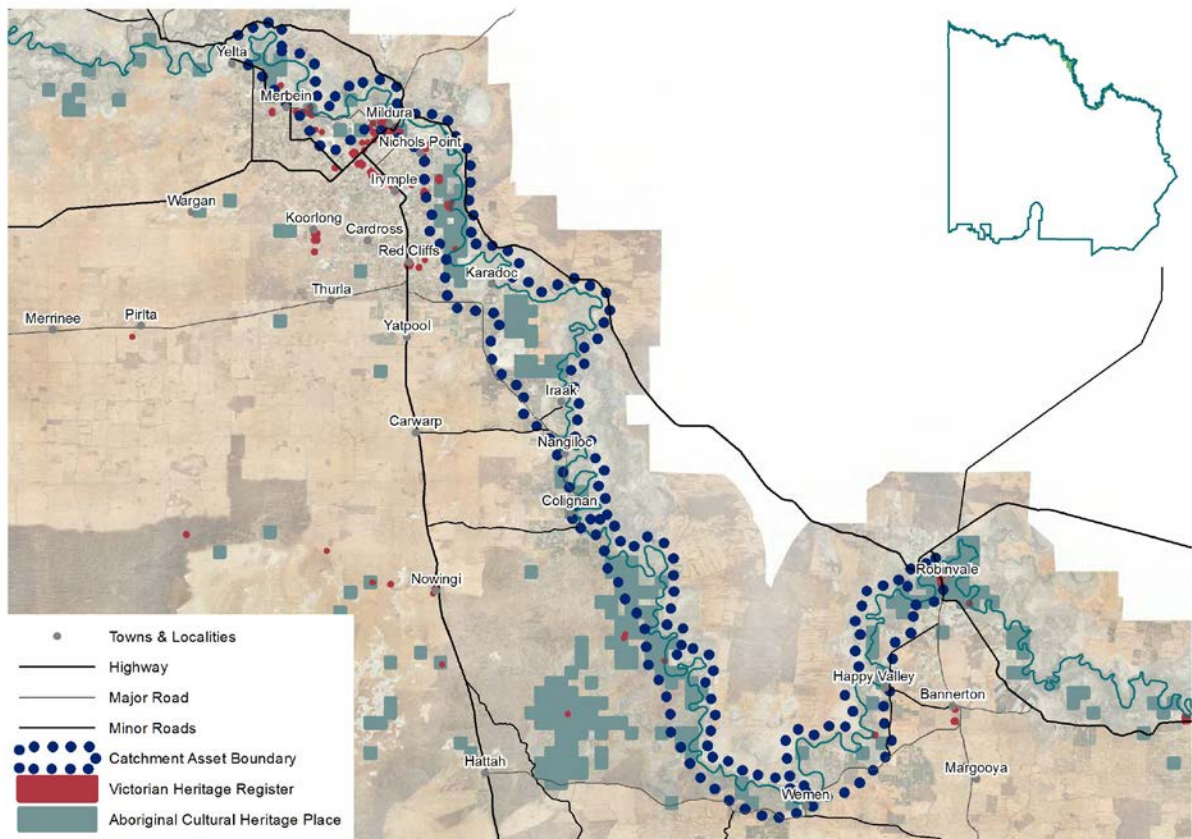 Yelta
Merbein
Mildura
Nichols Point
Irymple
Wargan
Koorlong
Cardross
Red Cliffs
Karadoc
Thurla
Merrinee
Pirlta
Yatpool
Iraak
Carwarp
Nangiloc
Colignan
Robinvale
Nowingi
Happy Valley
Bannerton
Hattah
Margooya
Wemen
Towns & Localities
Highway
Major Road
Minor Roads
Catchment Asset Boundary
Victorian Heritage Register
Aboriginal Cultural Heritage Place